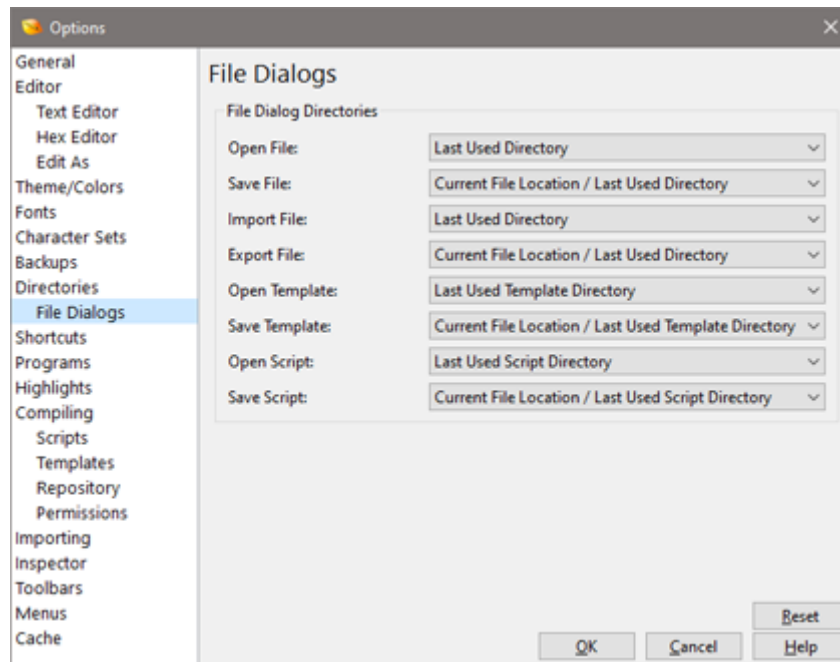 Options
General
Editor
Text Editor
Hex Editor
Edit As
Theme/Colors
Fonts
Character Sets
Backups
Directories
File Dialogs
Shortcuts
Programs
Highlights
Compiling
Scripts
Templates
Repository
Permissions
Importing
Inspector
Toolbars
Menus
Cache
File Dialogs
File Dialog Directories
Open File: Last Used Directory
Save File: Current File Location / Last Used Directory
Import File: Last Used Directory
Export File: Current File Location / Last Used Directory
Open Template: Last Used Template Directory
Save Template: Current File Location / Last Used Template Directory
Open Script: Last Used Script Directory
Save Script: Current File Location / Last Used Script Directory
Reset
OK Cancel Help